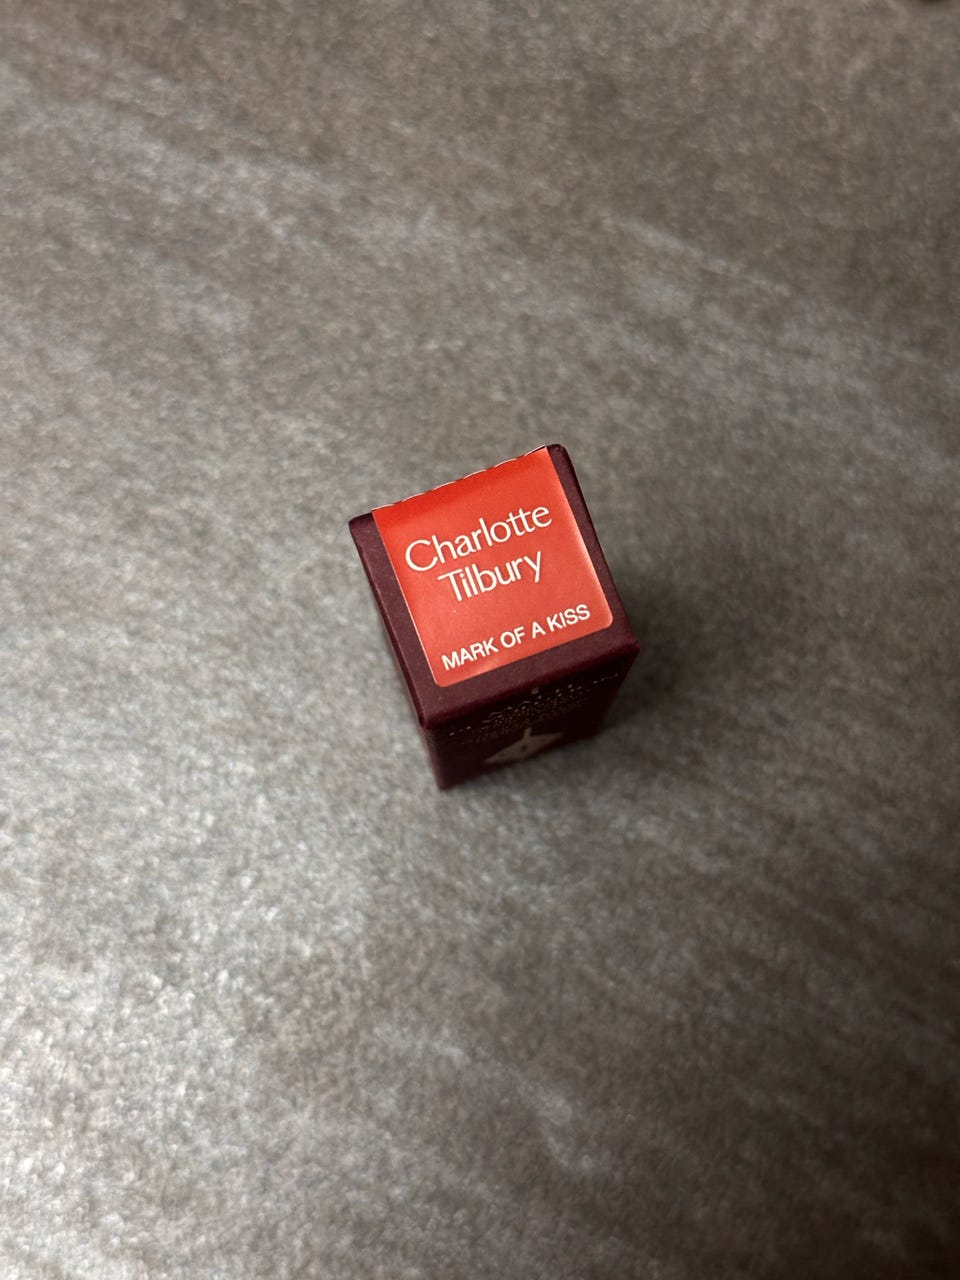 Charlotte
Tilbury
MARK OF A KISS